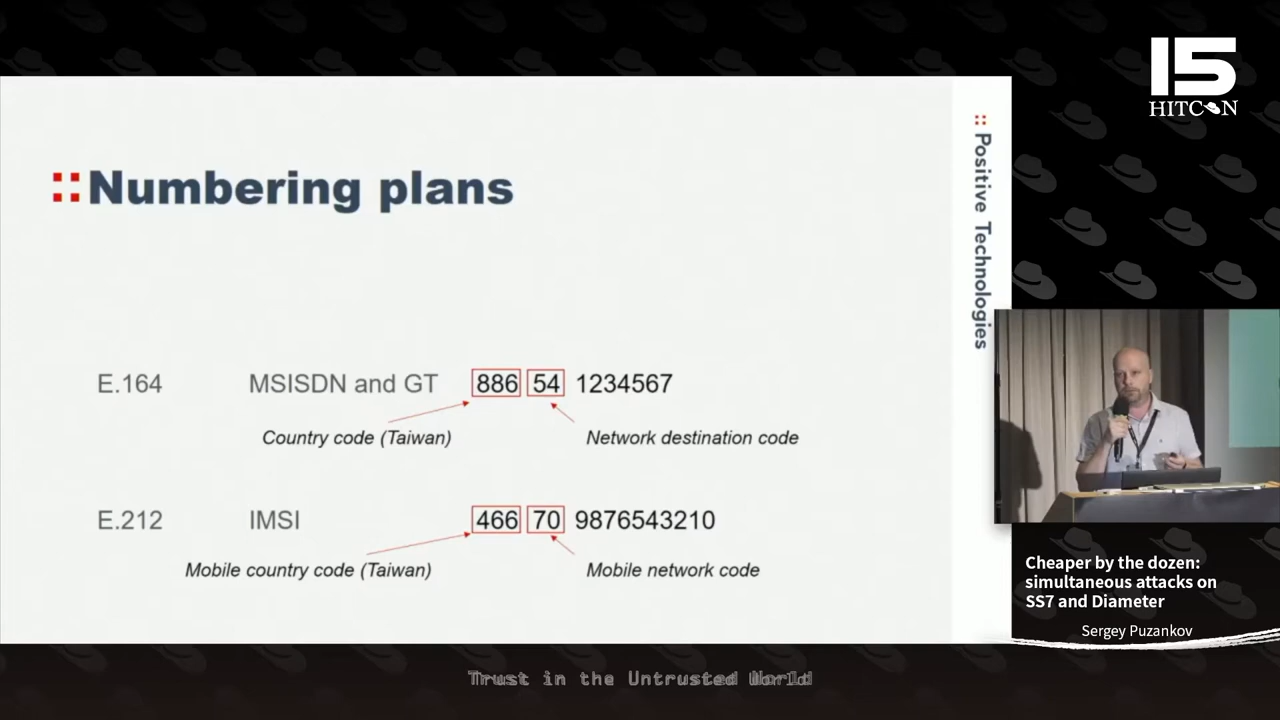 15
HITCON
:: Positive Technologies
::Numbering plans
E.164 MSISDN and GT 886 54 1234567
Country code (Taiwan) Network destination code
E.212 IMSI 466 70 9876543210
Mobile country code (Taiwan) Mobile network code
Cheaper by the dozen:
simultaneous attacks on
SS7 and Diameter
Sergey Puzankov
Trust in the Untrusted World